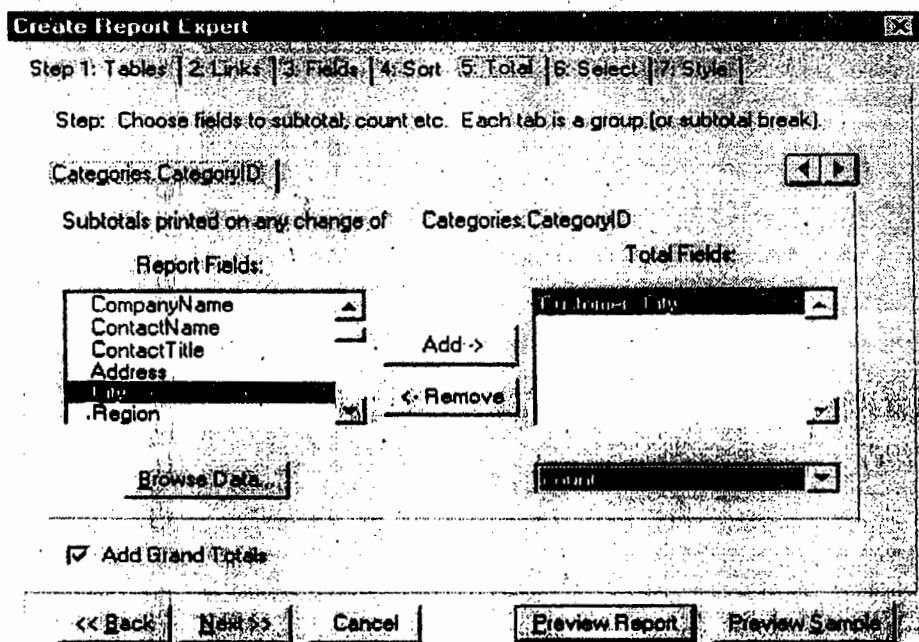 Create Report Expert
Step 1: Tables 2: Links 3: Fields 4: Sort 5: Total 6: Select 7: Style
Step: Choose fields to subtotal, count etc. Each tab is a group (or subtotal break).
Categories.CategoryID
Subtotals printed on any change of Categories.CategoryID
Report Fields:
Total Fields:
CompanyName
ContactName
ContactTitle
Address
City
Region
Add ->
<- Remove
Customer City
Browse Data...
count
Add Grand Totals
<< Back Next >> Cancel Preview Report Preview Sample